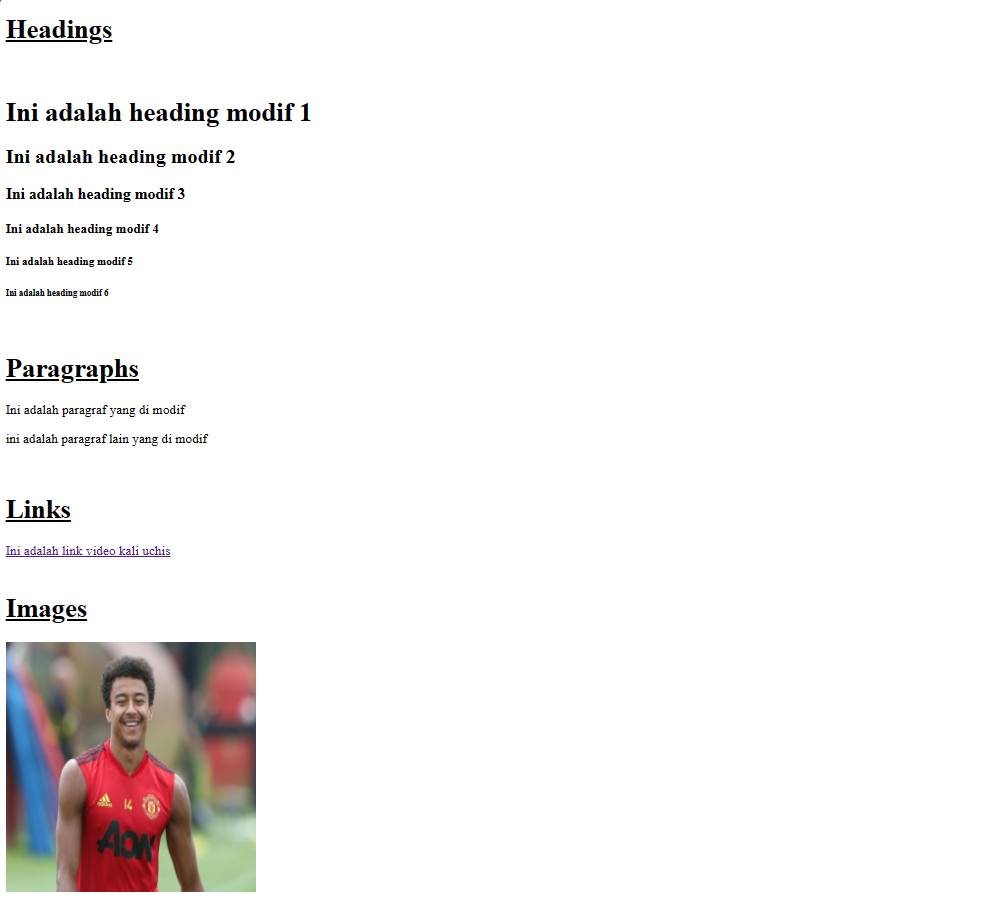 Headings
Ini adalah heading modif 1
Ini adalah heading modif 2
Ini adalah heading modif 3
Ini adalah heading modif 4
Ini adalah heading modif 5
Ini adalah heading modif 6
Paragraphs
Ini adalah paragraf yang di modif
ini adalah paragraf lain yang di modif
Links
Ini adalah link video kali uchis
Images
adidas
14
AON